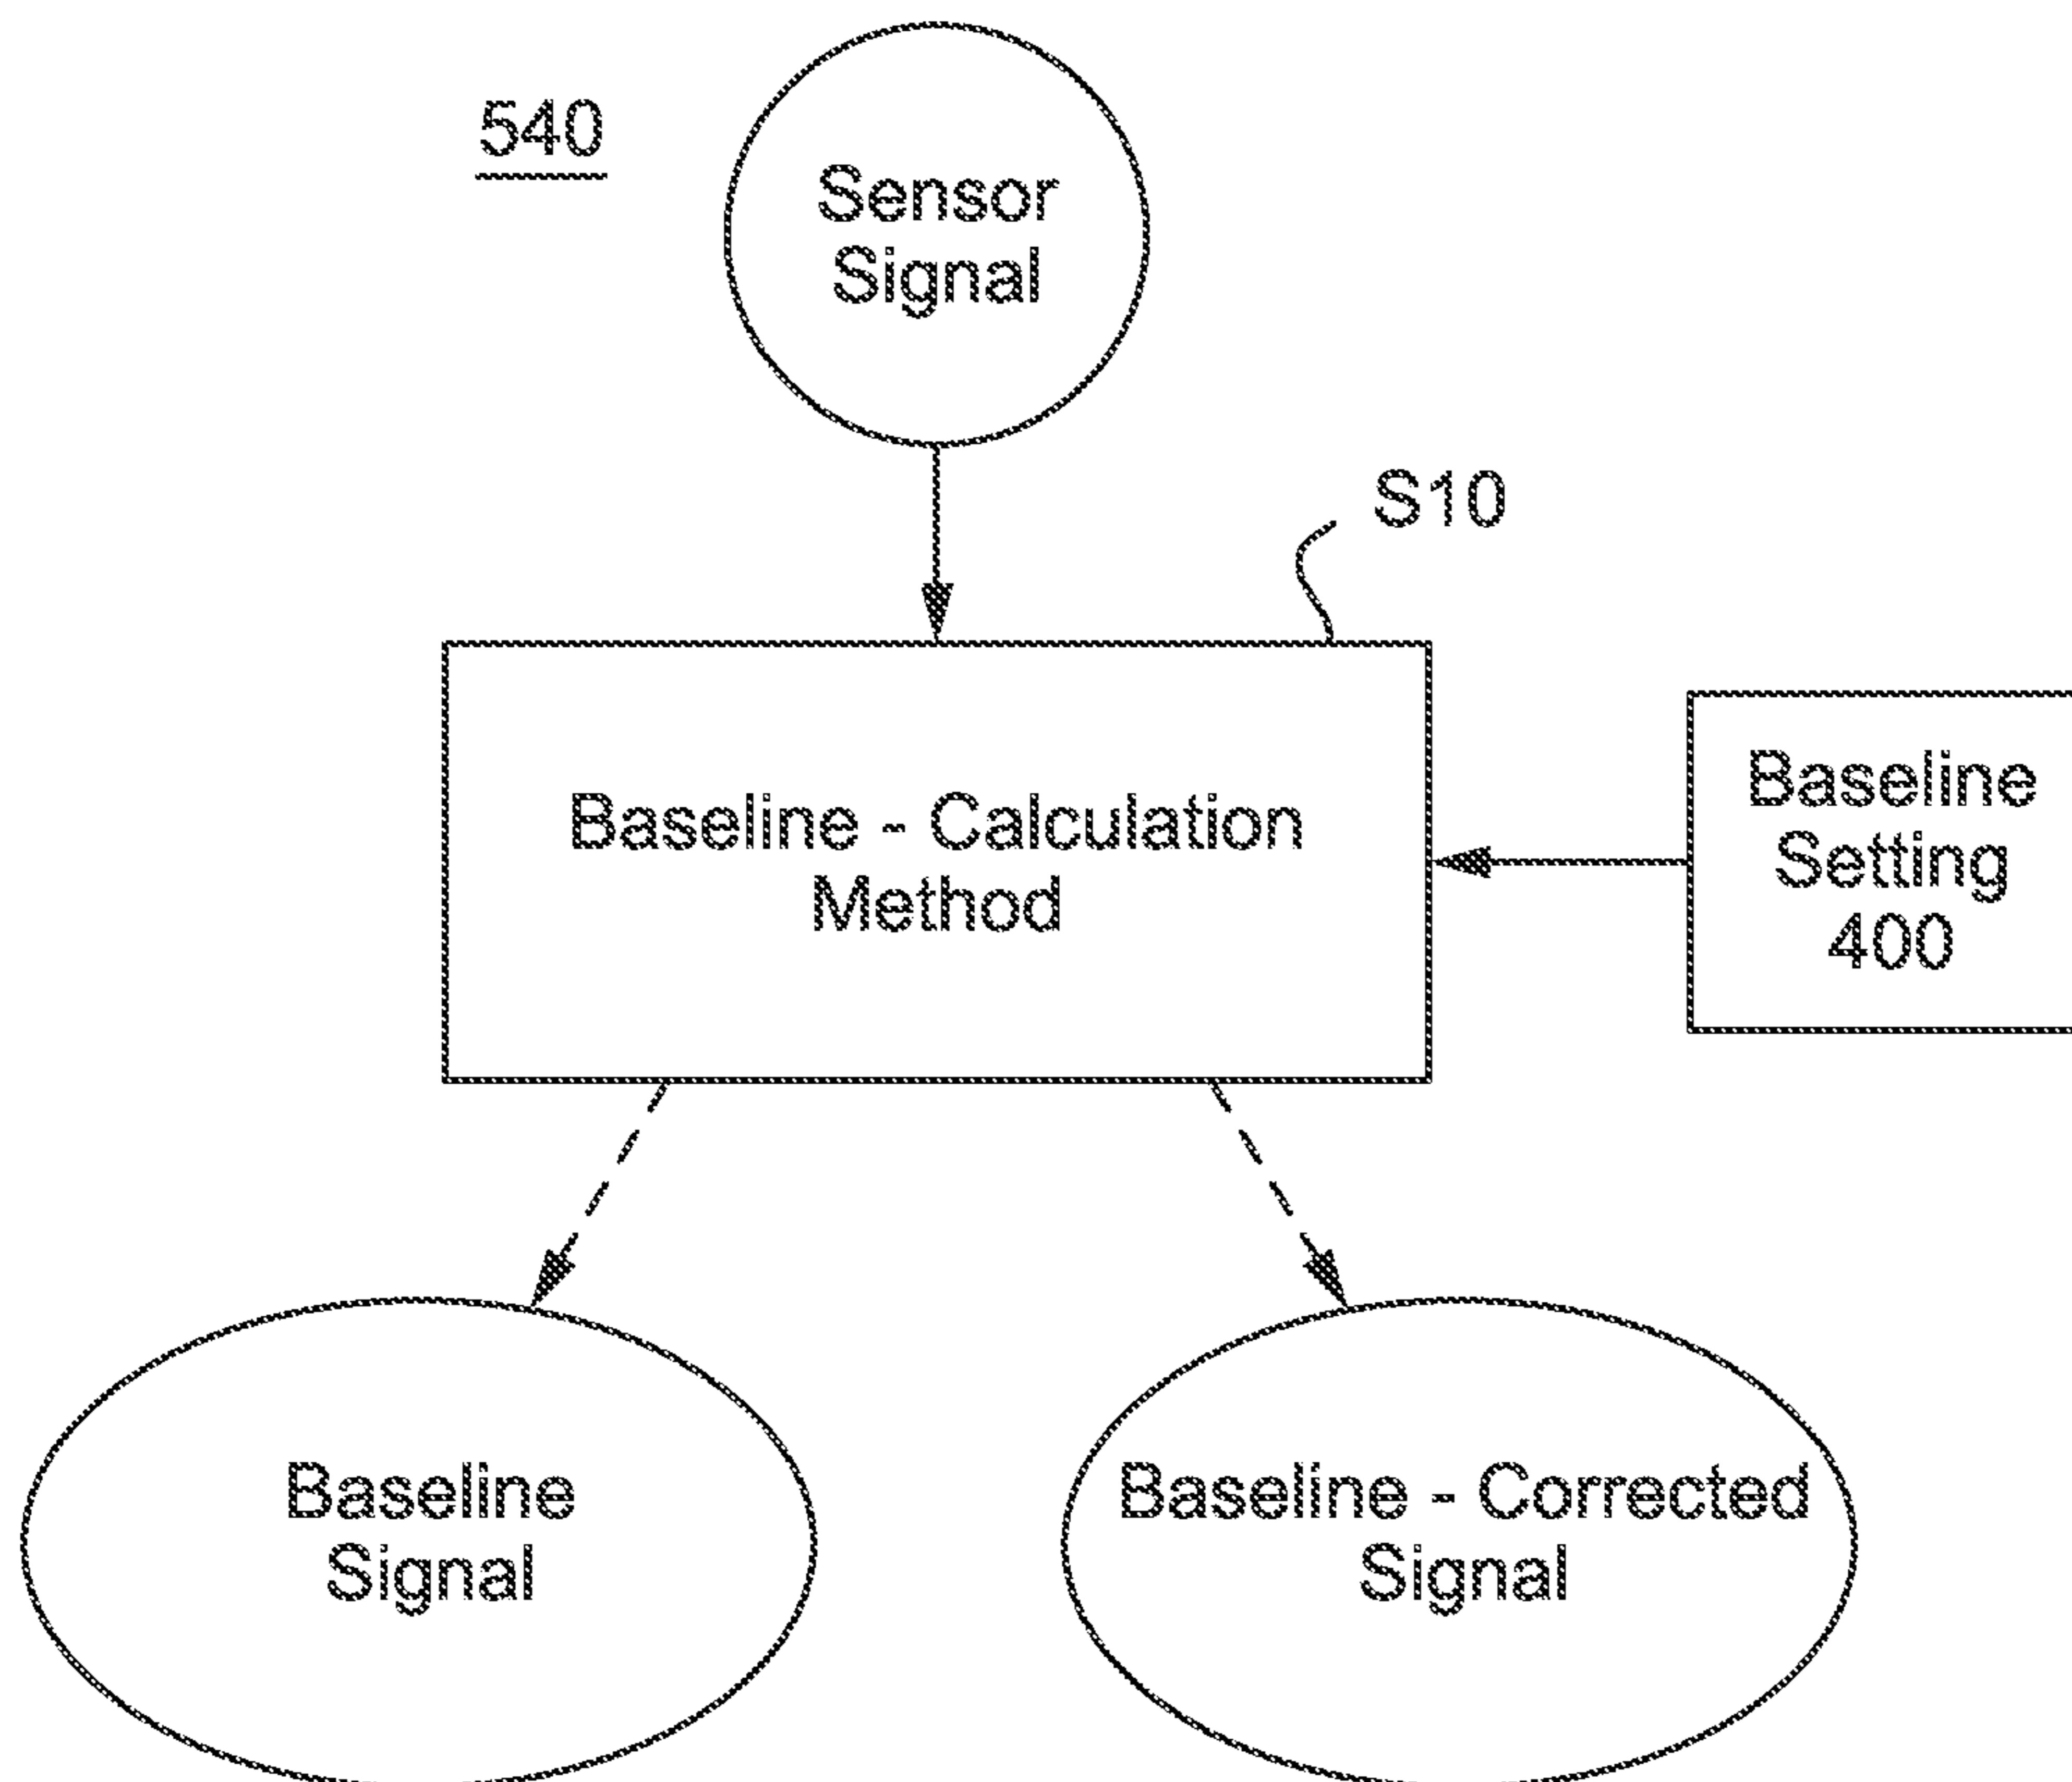 540
Sensor
Signal
S10
Baseline - Calculation
Method
Baseline
Setting
400
Baseline
Signal
Baseline - Corrected
Signal